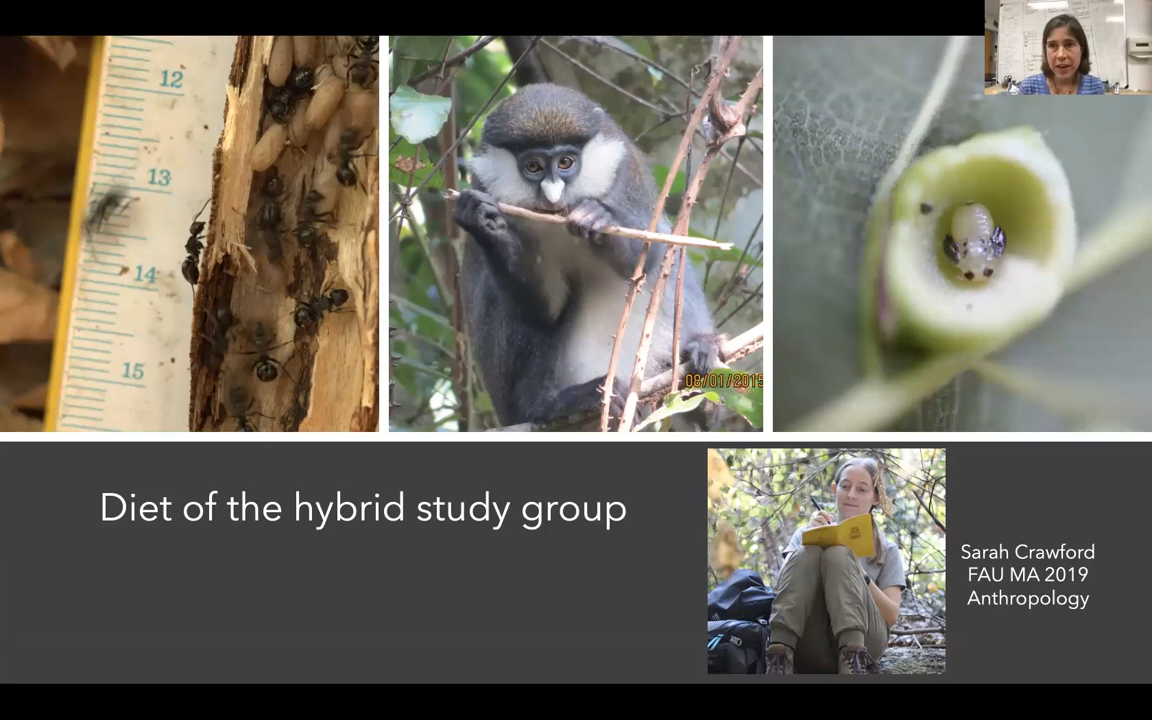 12
13
14
15
08/01/2015
Diet of the hybrid study group
Sarah Crawford
FAU MA 2019
Anthropology